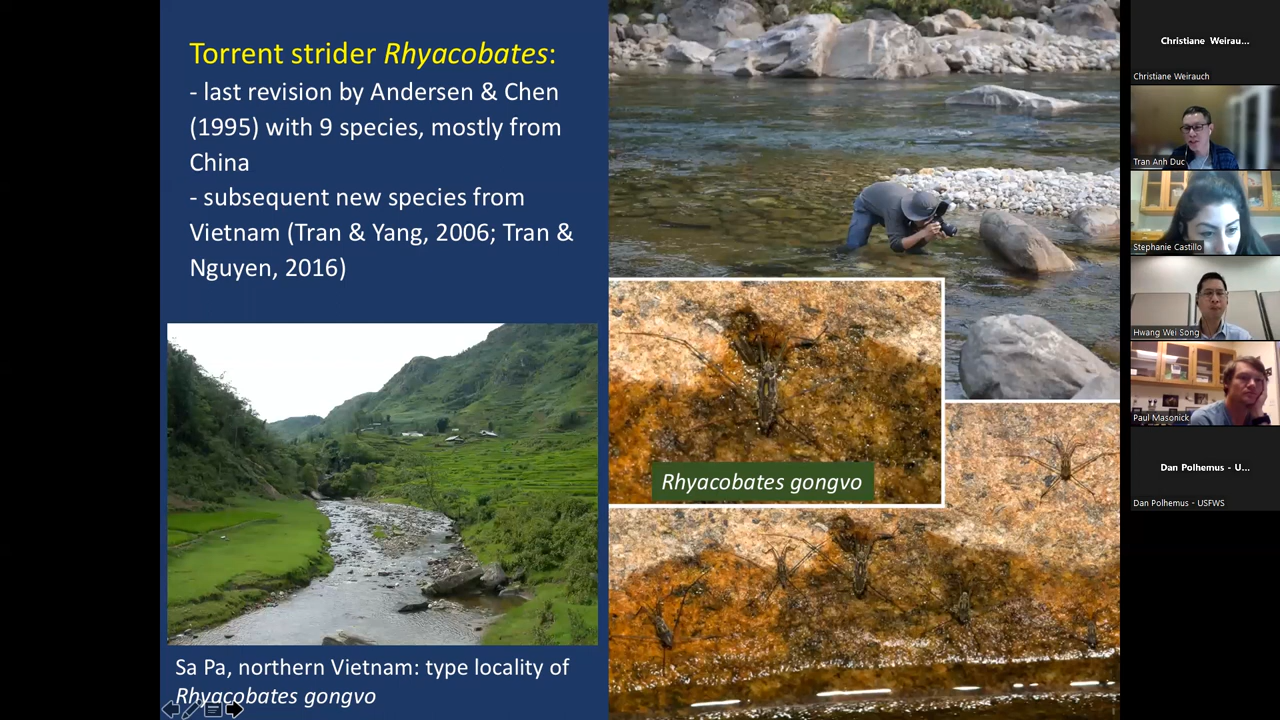 Torrent strider Rhyacobates:
- last revision by Andersen & Chen
(1995) with 9 species, mostly from
China
- subsequent new species from
Vietnam (Tran & Yang, 2006; Tran &
Nguyen, 2016)
Rhyacobates gongvo
Sa Pa, northern Vietnam: type locality of
Rhyacobates gongvo
Christiane Weirau...
Christiane Weirauch
Tran Anh Duc
Stephanie Castillo
Hwang Wei Song
Paul Masonick
Dan Polhemus - U...
Dan Polhemus - USFWS